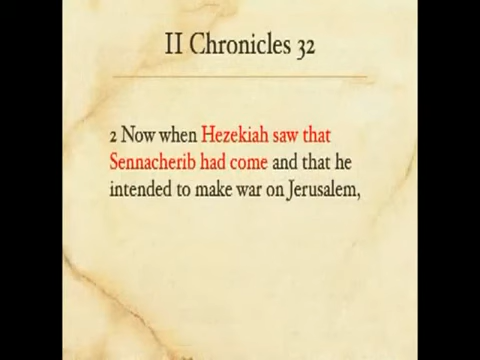 II Chronicles 32
2 Now when Hezekiah saw that
Sennacherib had come and that he
intended to make war on Jerusalem,